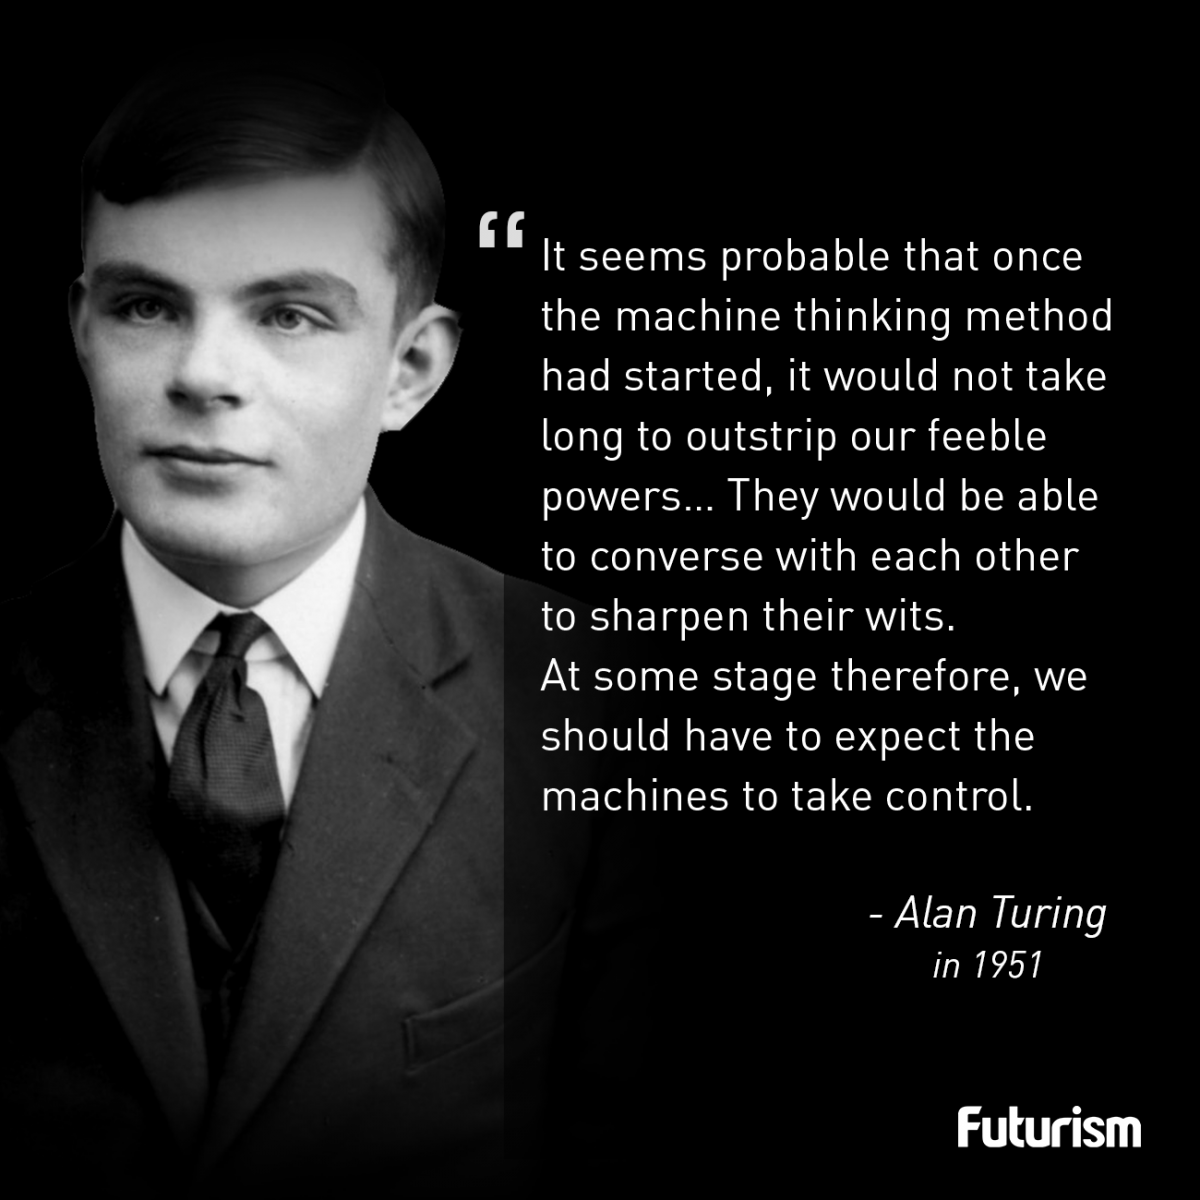 “ It seems probable that once
the machine thinking method
had started, it would not take
long to outstrip our feeble
powers... They would be able
to converse with each other
to sharpen their wits.
At some stage therefore, we
should have to expect the
machines to take control.
- Alan Turing
in 1951
Futurism